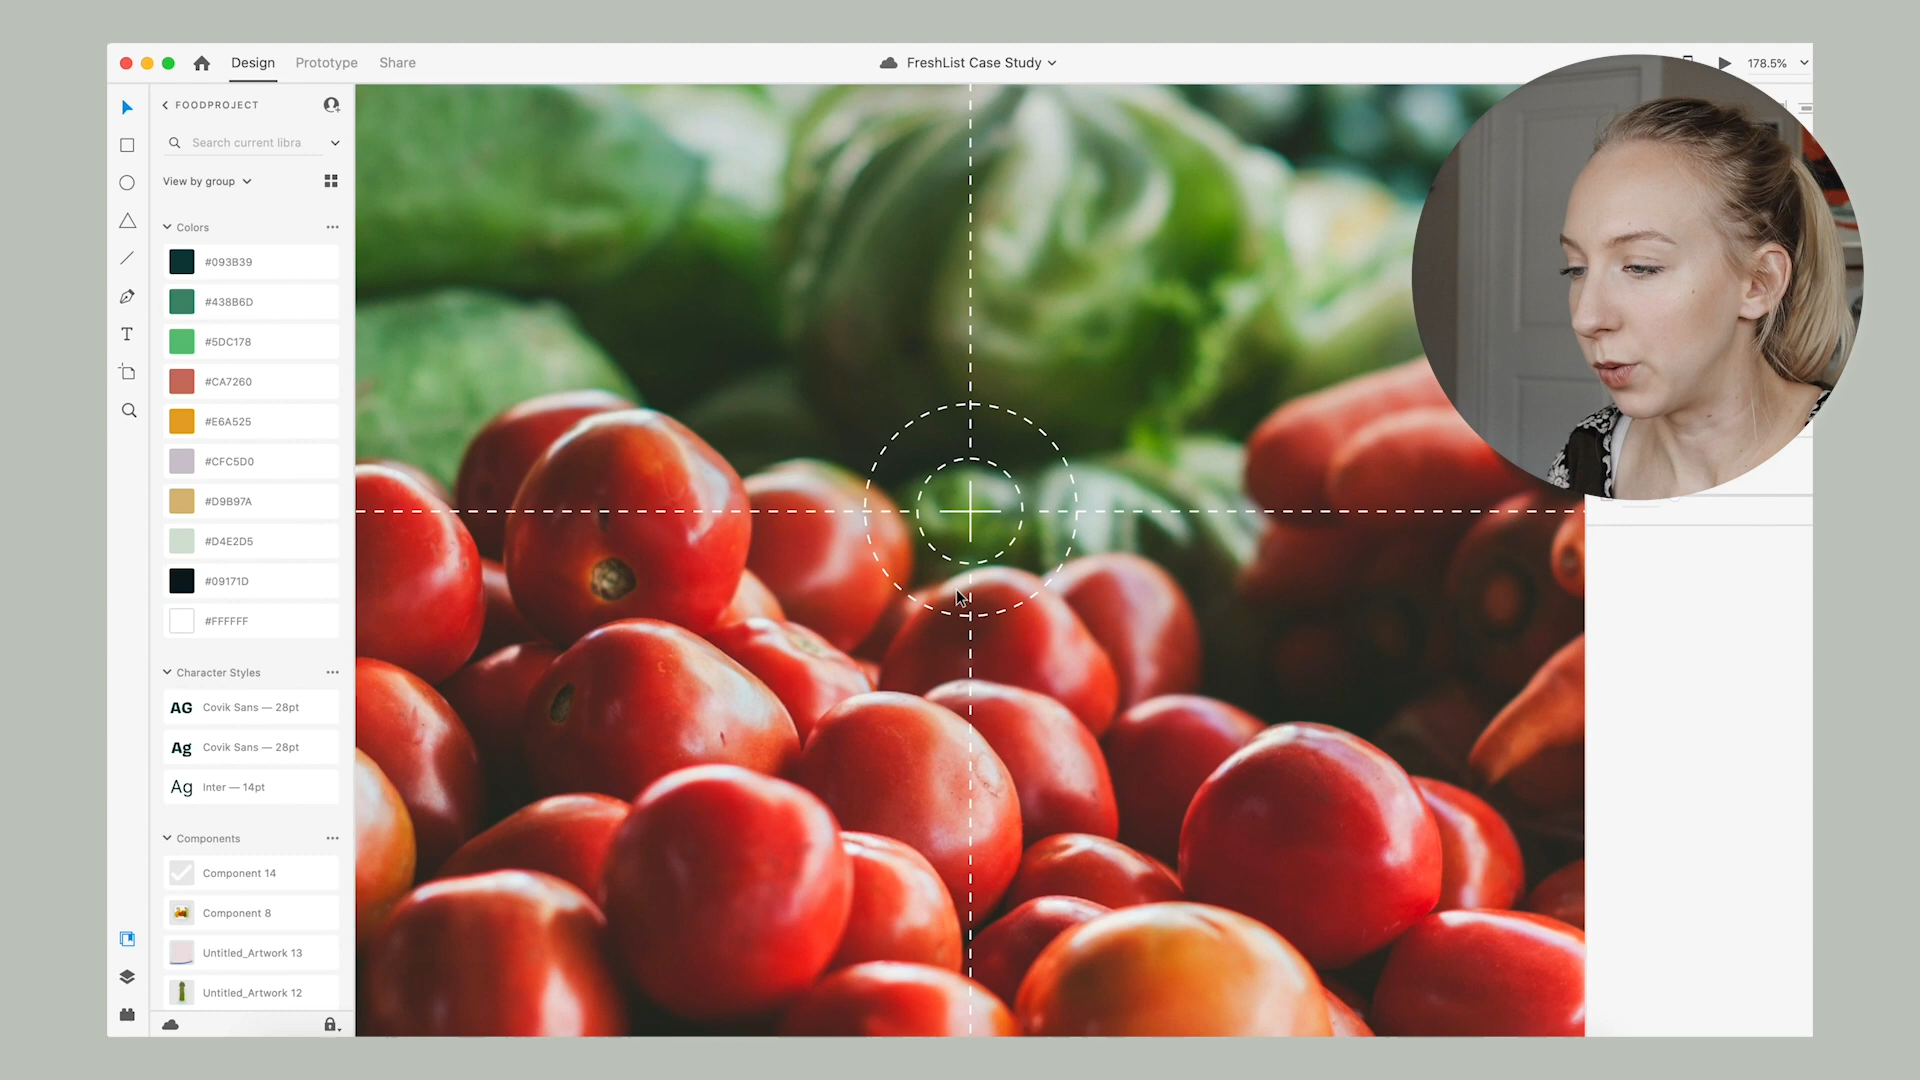 Design Prototype Share
FreshList Case Study
178.5%
FOODPROJECT
Search current libra
View by group
Colors
#093B39
#438B6D
#5DC178
#CA7260
#E6A525
#CFC5D0
#D9B97A
#D4E2D5
#09171D
#FFFFFF
Character Styles
AG Covik Sans — 28pt
Ag Covik Sans — 28pt
Ag Inter — 14pt
Components
Component 14
Component 8
Untitled_Artwork 13
Untitled_Artwork 12